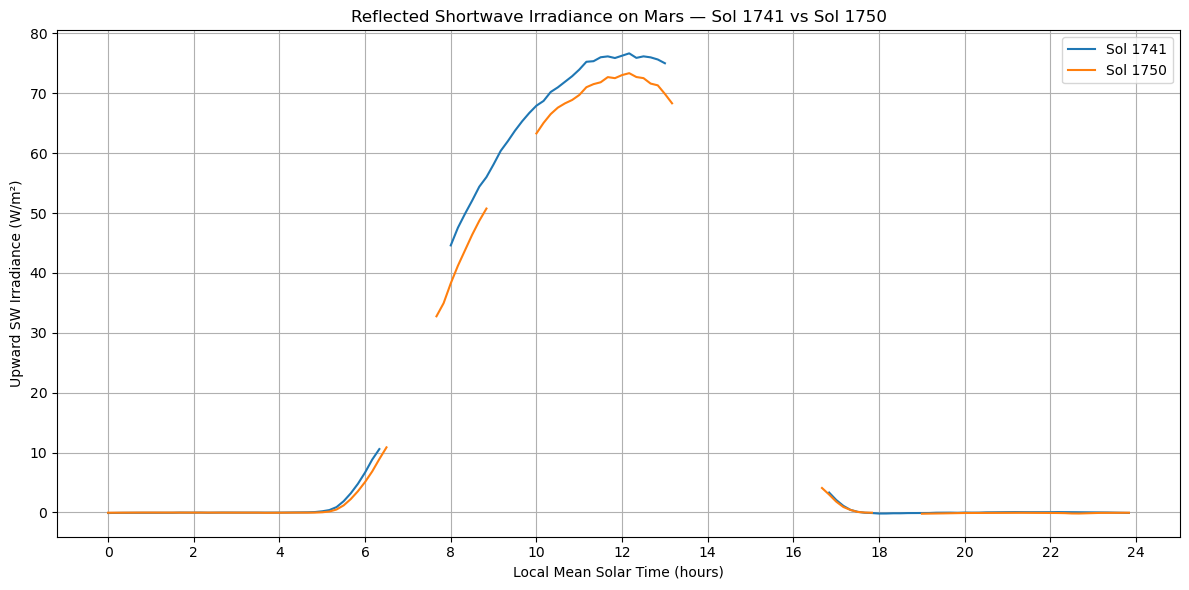 Reflected Shortwave Irradiance on Mars — Sol 1741 vs Sol 1750
Upward SW Irradiance (W/m²)
80
70
60
50
40
30
20
10
0
Sol 1741
Sol 1750
0 2 4 6 8 10 12 14 16 18 20 22 24
Local Mean Solar Time (hours)